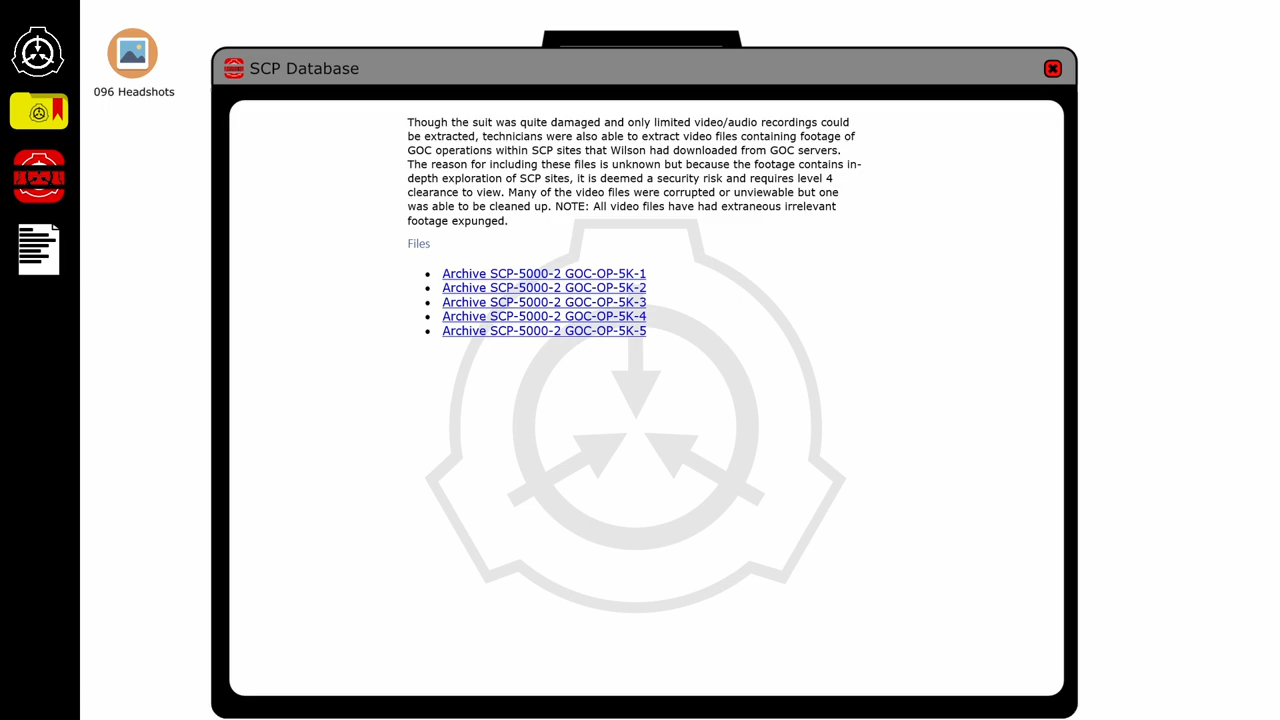 SCP Database
096 Headshots
Though the suit was quite damaged and only limited video/audio recordings could
be extracted, technicians were also able to extract video files containing footage of
GOC operations within SCP sites that Wilson had downloaded from GOC servers.
The reason for including these files is unknown but because the footage contains in-
depth exploration of SCP sites, it is deemed a security risk and requires level 4
clearance to view. Many of the video files were corrupted or unviewable but one
was able to be cleaned up. NOTE: All video files have had extraneous irrelevant
footage expunged.
Files
Archive SCP-5000-2 GOC-OP-5K-1
Archive SCP-5000-2 GOC-OP-5K-2
Archive SCP-5000-2 GOC-OP-5K-3
Archive SCP-5000-2 GOC-OP-5K-4
Archive SCP-5000-2 GOC-OP-5K-5